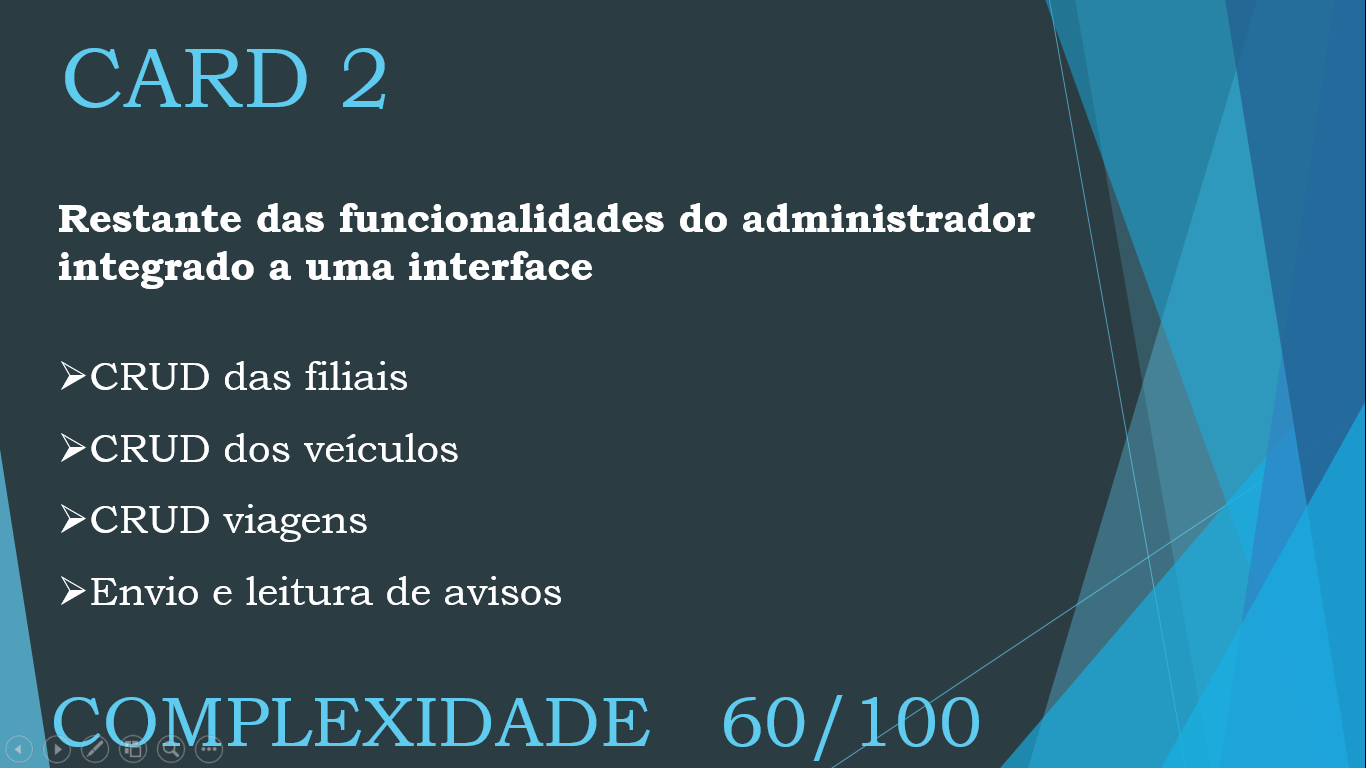 CARD 2
Restante das funcionalidades do administrador
integrado a uma interface
➢CRUD das filiais
➢CRUD dos veículos
➢CRUD viagens
➢Envio e leitura de avisos
COMPLEXIDADE 60/100